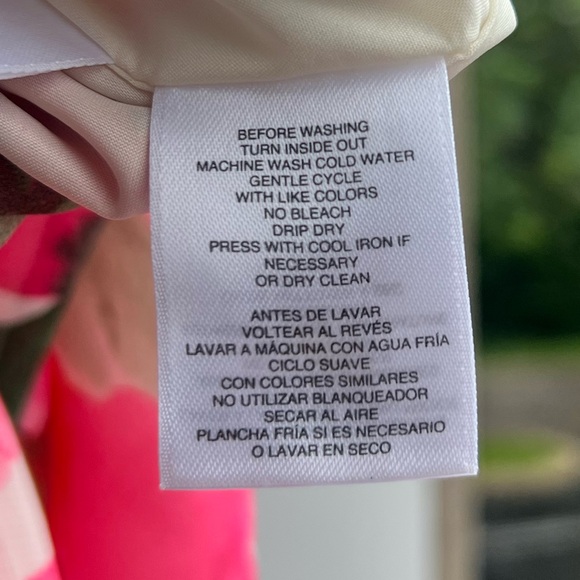 BEFORE WASHING
TURN INSIDE OUT
MACHINE WASH COLD WATER
GENTLE CYCLE
WITH LIKE COLORS
NO BLEACH
DRIP DRY
PRESS WITH COOL IRON IF
NECESSARY
OR DRY CLEAN
ANTES DE LAVAR
VOLTEAR AL REVÉS
LAVAR A MÁQUINA CON AGUA FRÍA
CICLO SUAVE
CON COLORES SIMILARES
NO UTILIZAR BLANQUEADOR
SECAR AL AIRE
PLANCHA FRÍA SI ES NECESARIO
O LAVAR EN SECO